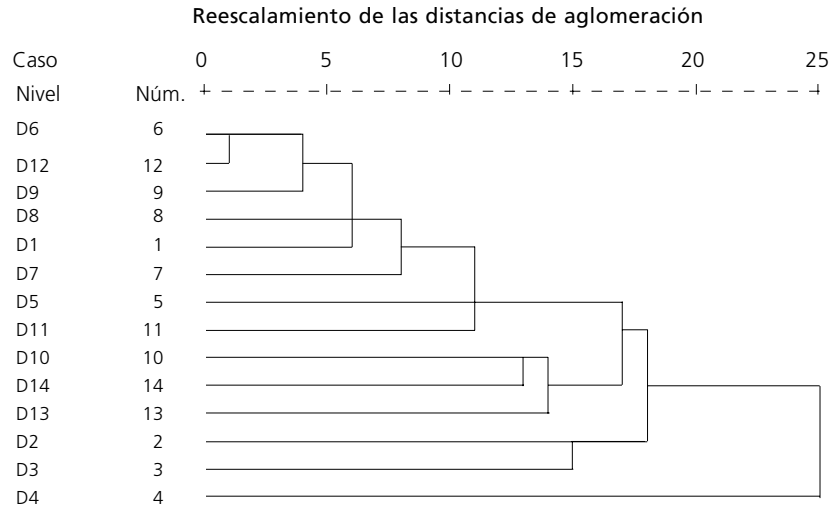 Reescalamiento de las distancias de aglomeración
Caso 0 5 10 15 20 25
Nivel Núm.
D6 6
D12 12
D9 9
D8 8
D1 1
D7 7
D5 5
D11 11
D10 10
D14 14
D13 13
D2 2
D3 3
D4 4